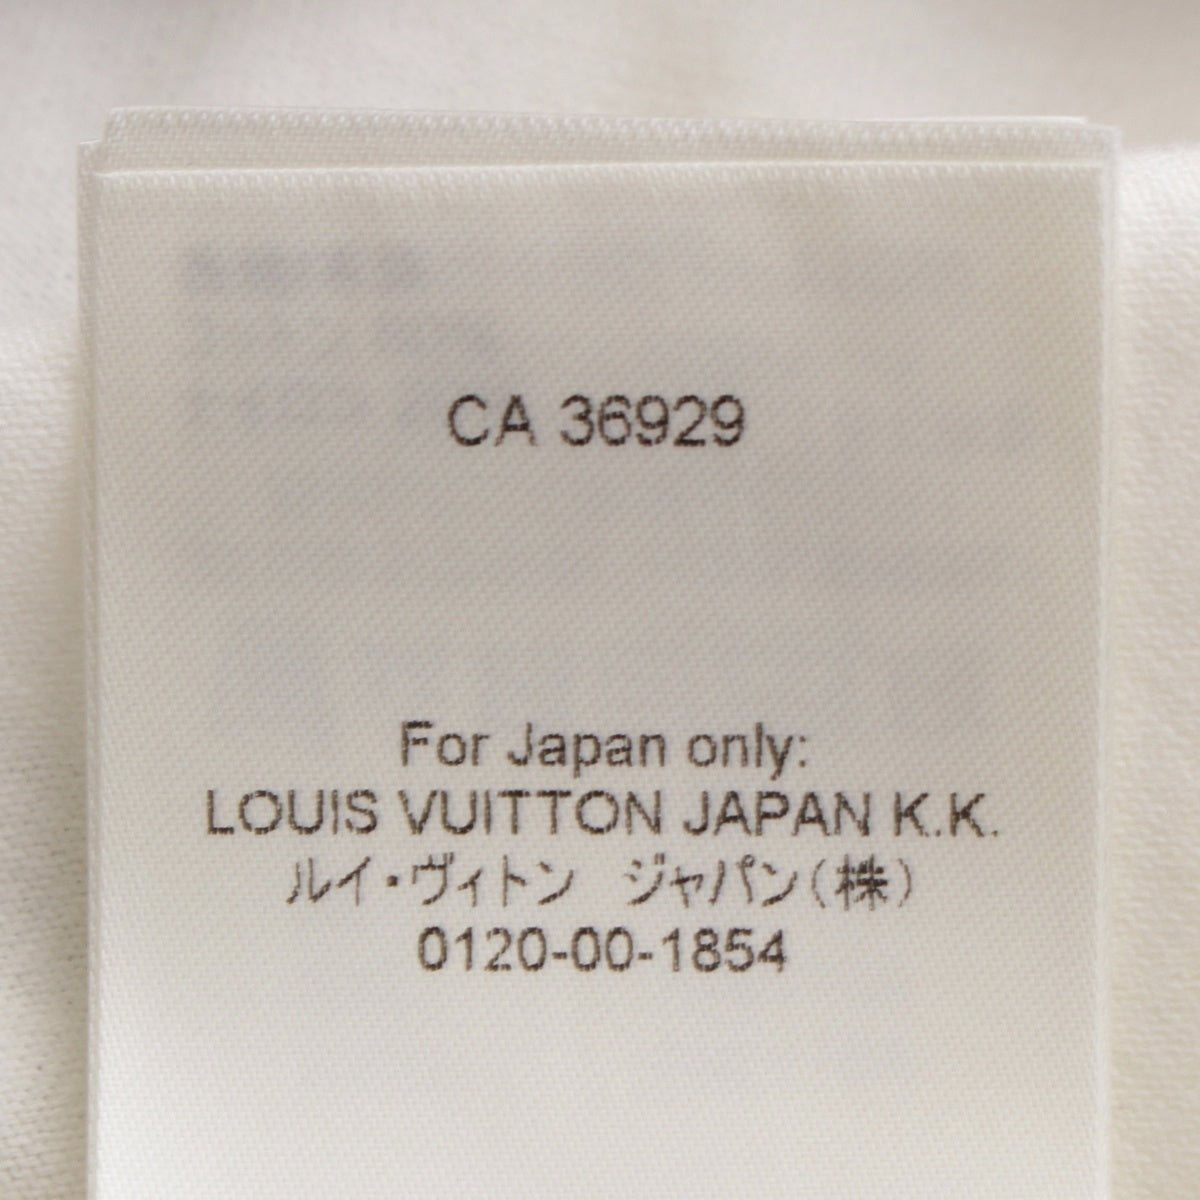 CA 36929
For Japan only:
LOUIS VUITTON JAPAN K.K.
ルイ・ヴィトン　ジャパン(株)
0120-00-1854